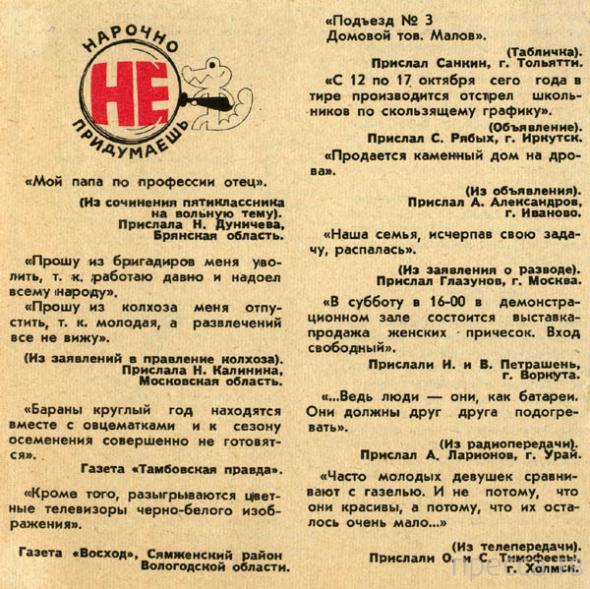 НАРОЧНО
НЕ
ПРИДУМАЕШЬ
«Мой папа по профессии отец».
(Из сочинения пятиклассника
на вольную тему).
Прислала Н. Дуничева,
Брянская область.
«Прошу из бригадиров меня уво-
лить, т. к. работаю давно и надоел
всему народу».
«Прошу из колхоза меня отпу-
стить, т. к. молодая, а развлечений
все не вижу».
(Из заявлений в правление колхоза).
Прислала Н. Калинина,
Московская область.
«Бараны круглый год находятся
вместе с овцематками и к сезону
осеменения совершенно не готовят-
ся».
Газета «Тамбовская правда».
«Кроме того, разыгрываются цвет-
ные телевизоры черно-белого изоб-
ражения».
Газета «Восход», Сямженский район
Вологодской области.
«Подъезд № 3
Домовой тов. Малов».
(Табличка).
Прислал Санкин, г. Тольятти.
«С 12 по 17 октября сего года в
тире производится отстрел школь-
ников по скользящему графику».
(Объявление).
Прислал С. Рябых, г. Иркутск.
«Продается каменный дом на дро-
ва».
(Из объявления).
Прислал А. Александров,
г. Иваново.
«Наша семья, исчерпав свою зада-
чу, распалась».
(Из заявления о разводе).
Прислал Глазунов, г. Москва.
«В субботу в 16-00 в демонстра-
ционном зале состоится выставка-
продажа женских причесок. Вход
свободный».
Прислали Н. и В. Петрашень,
г. Воркута.
«...Ведь люди — они, как батареи.
Они должны друг друга подогре-
вать».
(Из радиопередачи).
Прислал А. Ларионов, г. Урай.
«Часто молодых девушек сравни-
вают с газелью. И не потому, что
они красивы, а потому, что их оста-
лось очень мало...»
(Из телепередачи).
Прислали О. и С. Тимофеевы,
г. Холмск.